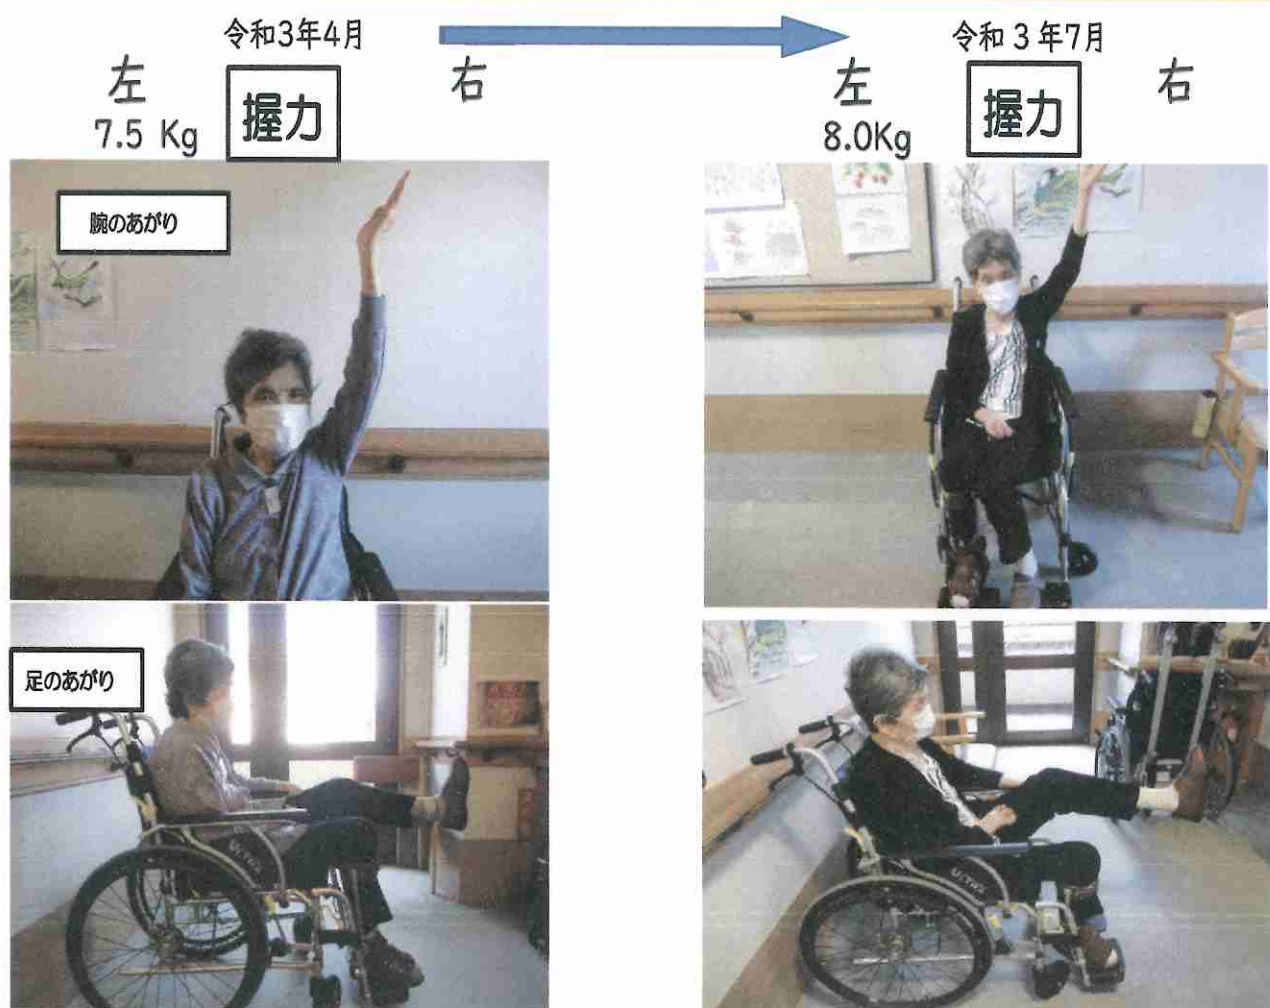 令和3年4月
令和3年7月
左
右
左
右
7.5 Kg
握力
8.0Kg
握力
腕のあがり
足のあがり